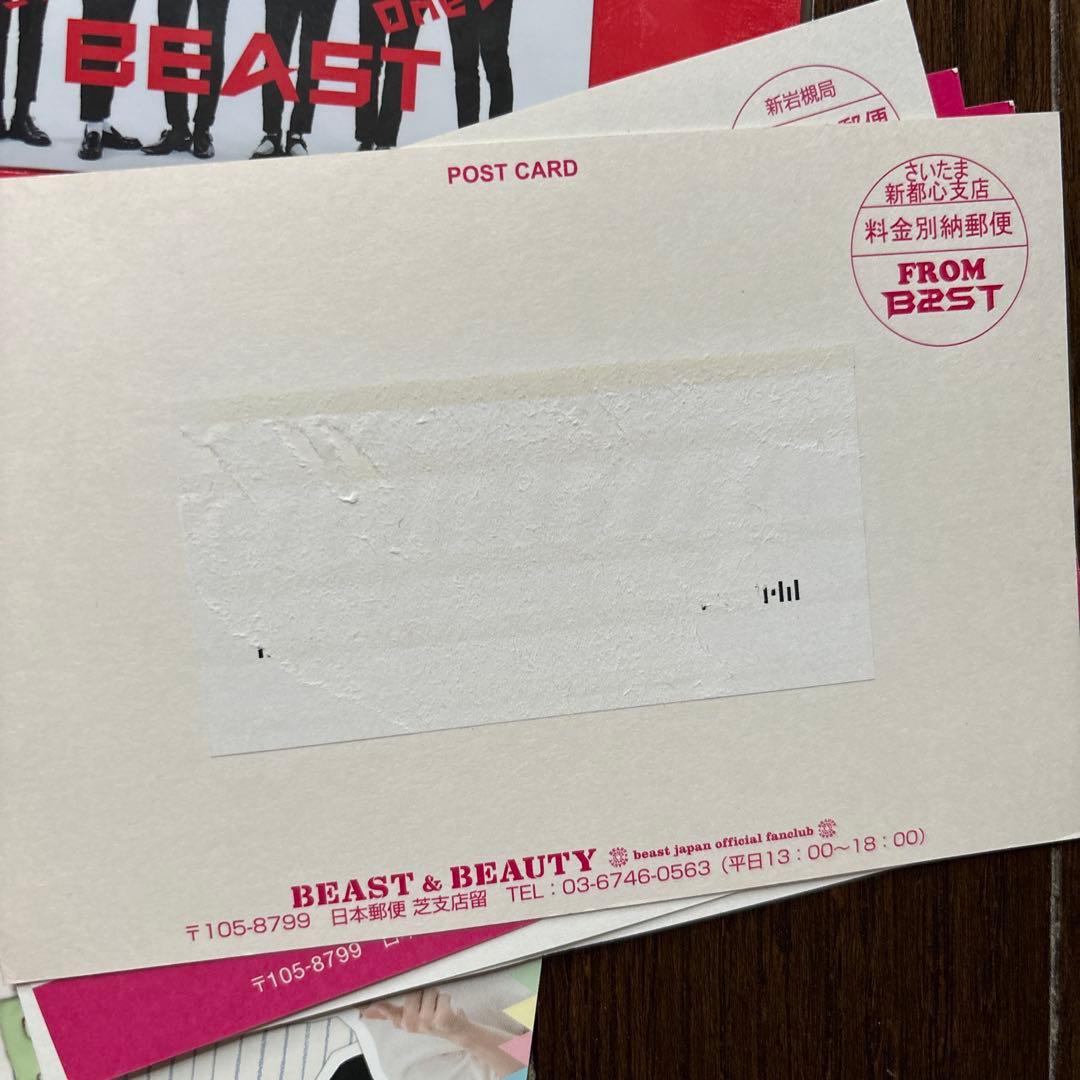 BEAST
新岩槻局
POST CARD
さいたま
新都心支店
料金別納郵便
FROM
B2ST
BEAST & BEAUTY beast japan official fanclub
〒105-8799 日本郵便 芝支店留 TEL:03-6746-0563(平日13:00〜18:00)
〒105-8799